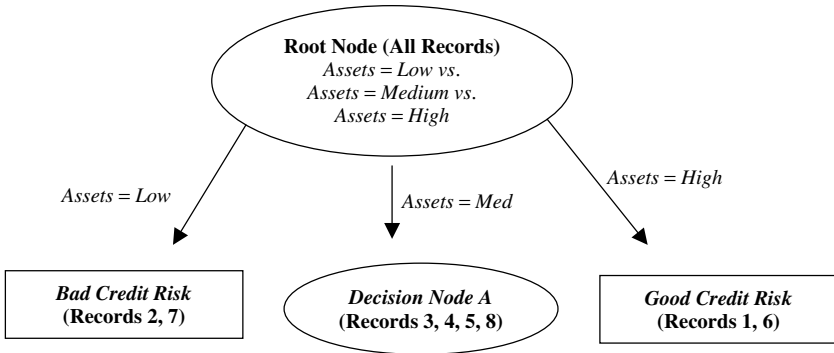 Root Node (All Records)
Assets = Low vs.
Assets = Medium vs.
Assets = High
Assets = Low
Assets = Med
Assets = High
Bad Credit Risk
(Records 2, 7)
Decision Node A
(Records 3, 4, 5, 8)
Good Credit Risk
(Records 1, 6)